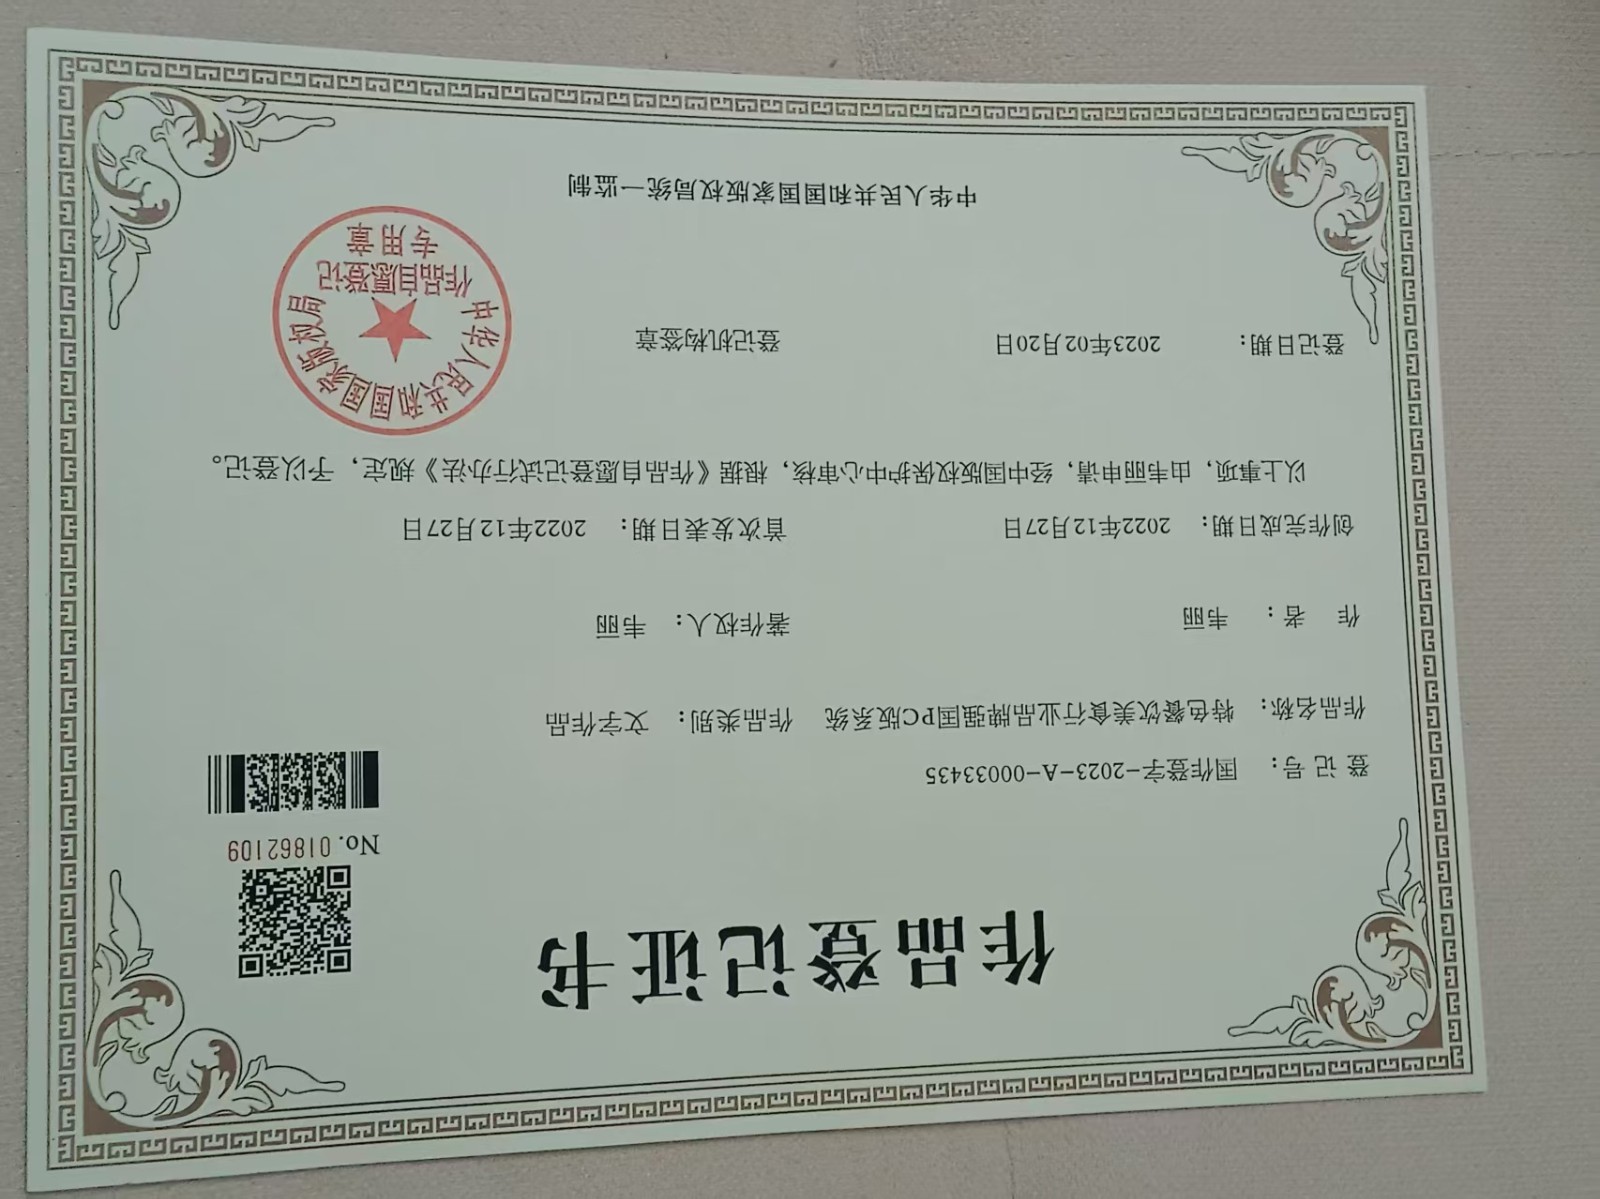 作品登记证书
No. 01862109
登 记 号： 国作登字-2023-A-00033435
作品名称： 特色餐饮美食行业品牌强国PC版系统 作品类别： 文字作品
作 者： 韦丽 著作权人： 韦丽
创作完成日期： 2022年12月27日 首次发表日期： 2022年12月27日
以上事项，由韦丽申请，经中国版权保护中心审核，根据《作品自愿登记试行办法》规定，予以登记。
登记日期： 2023年02月20日 登记机构签章
中华人民共和国国家版权局
作品自愿登记
专用章
中华人民共和国国家版权局统一监制